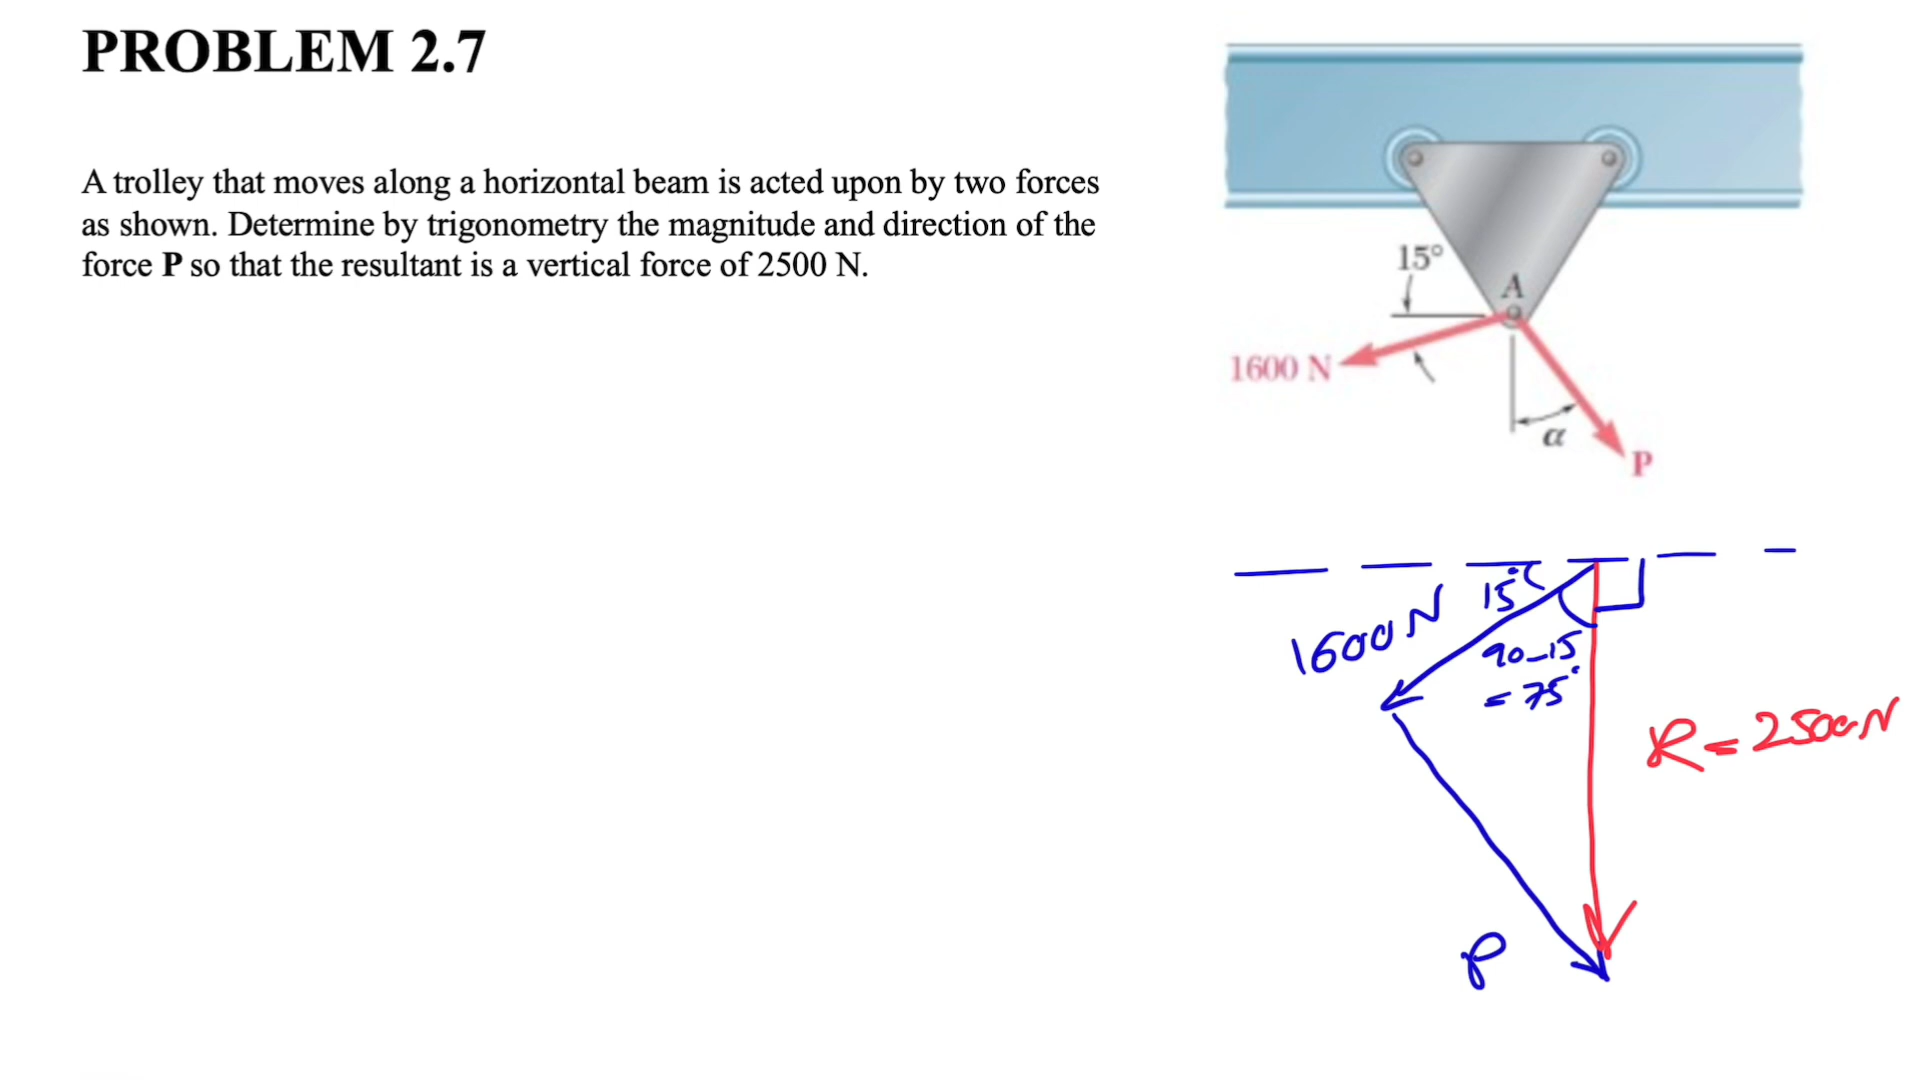 PROBLEM 2.7
A trolley that moves along a horizontal beam is acted upon by two forces
as shown. Determine by trigonometry the magnitude and direction of the
force P so that the resultant is a vertical force of 2500 N.
15°
A
1600 N
α
P
15°
1600 N
90-15
= 75°
R = 2500N
P